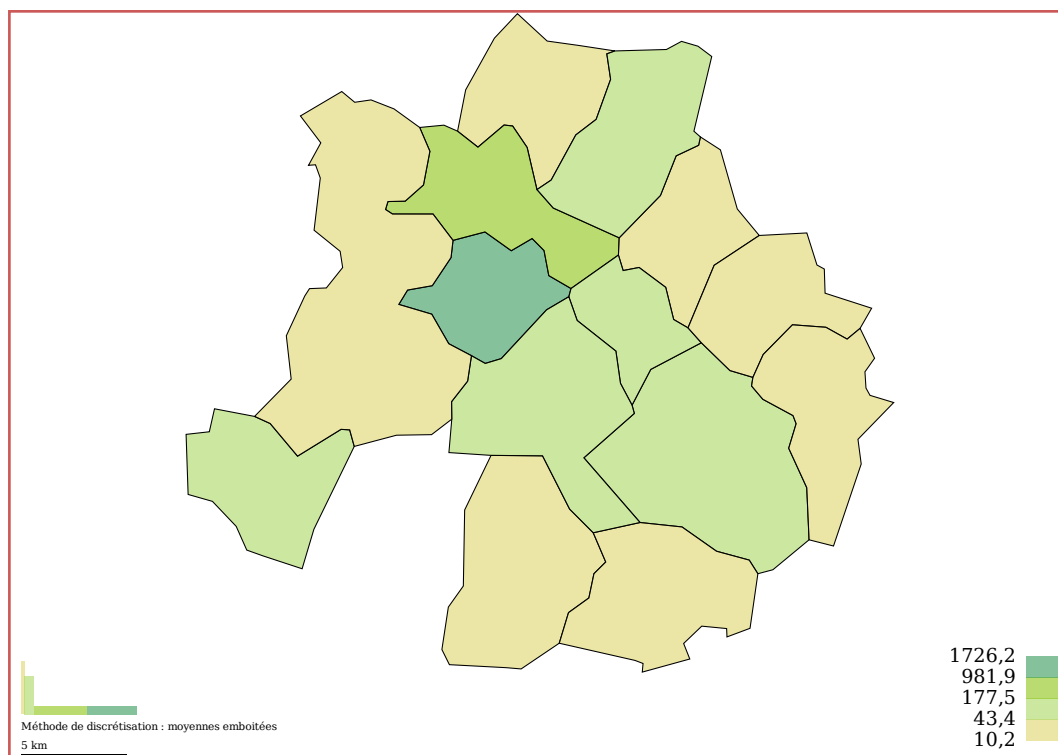 1726,2
981,9
177,5
43,4
10,2
Méthode de discrétisation : moyennes emboitées
5 km